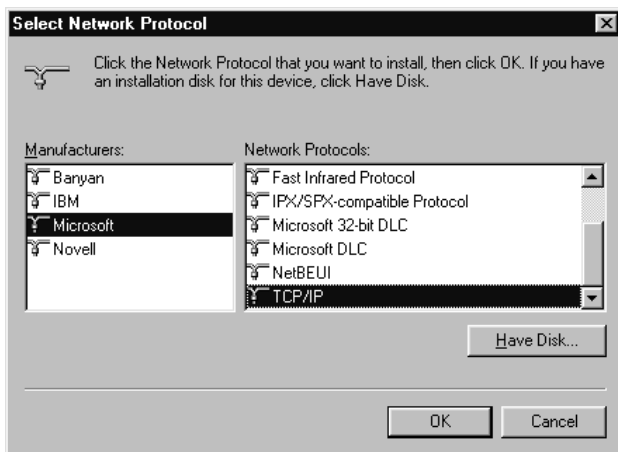 Select Network Protocol
Click the Network Protocol that you want to install, then click OK. If you have
an installation disk for this device, click Have Disk.
Manufacturers:
Banyan
IBM
Microsoft
Novell
Network Protocols:
Fast Infrared Protocol
IPX/SPX-compatible Protocol
Microsoft 32-bit DLC
Microsoft DLC
NetBEUI
TCP/IP
Have Disk...
OK
Cancel